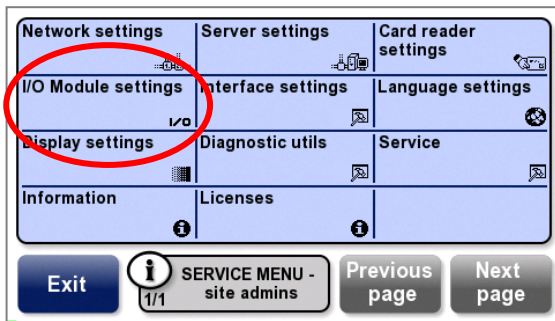 Network settings
Server settings
Card reader
settings
I/O Module settings
I/O
Interface settings
Language settings
Display settings
Diagnostic utils
Service
Information
i
Licenses
i
Exit
i
1/1
SERVICE MENU -
site admins
Previous
page
Next
page